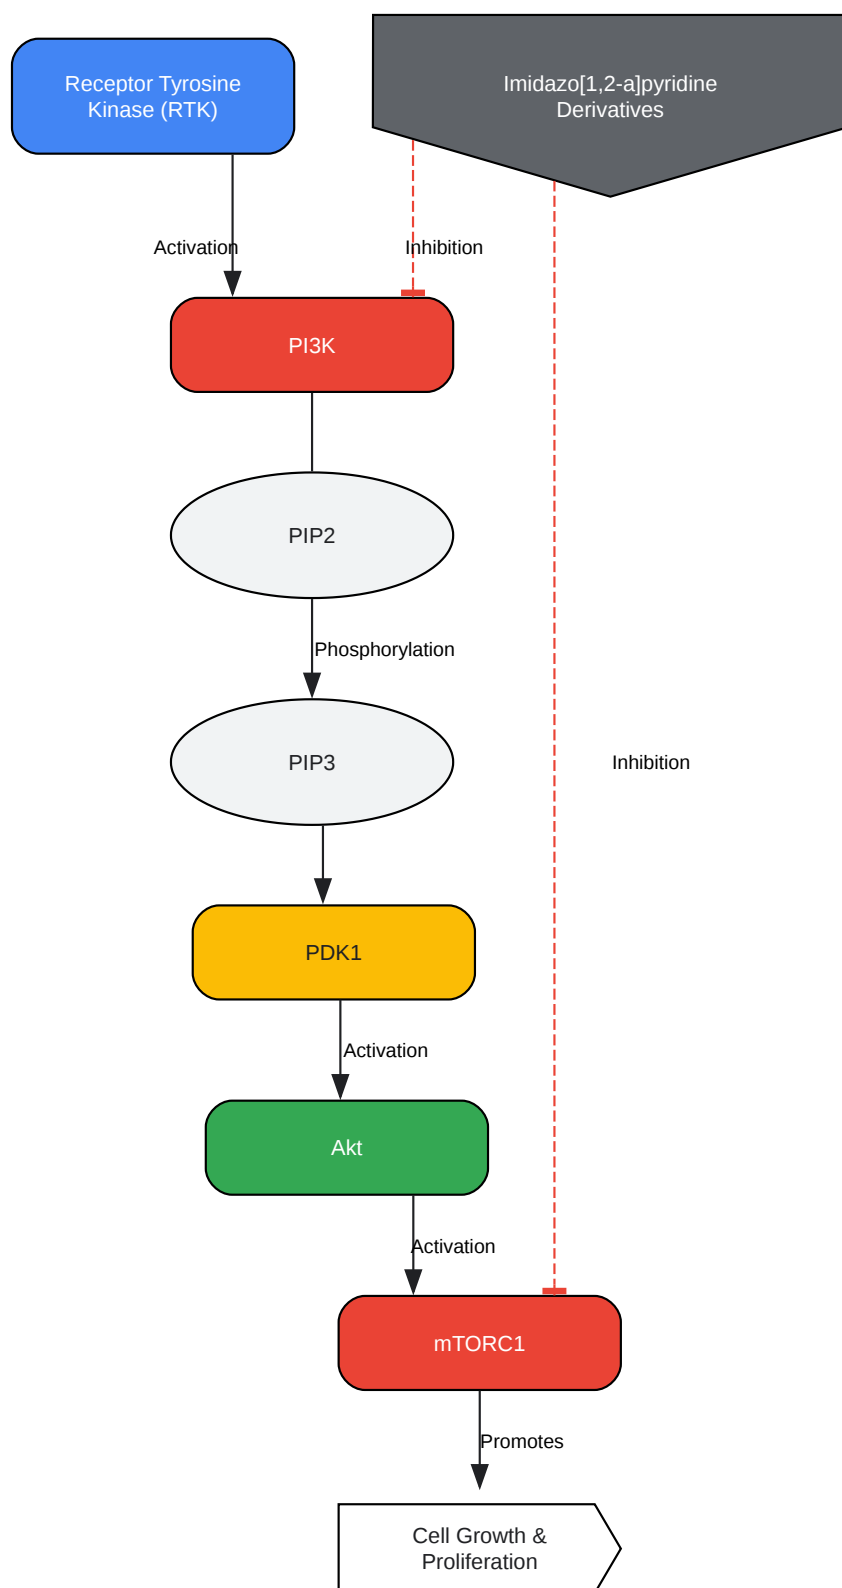 Receptor Tyrosine
Kinase (RTK)
Imidazo[1,2-a]pyridine
Derivatives
Activation
Inhibition
PI3K
PIP2
Phosphorylation
PIP3
Inhibition
PDK1
Activation
Akt
Activation
mTORC1
Promotes
Cell Growth &
Proliferation